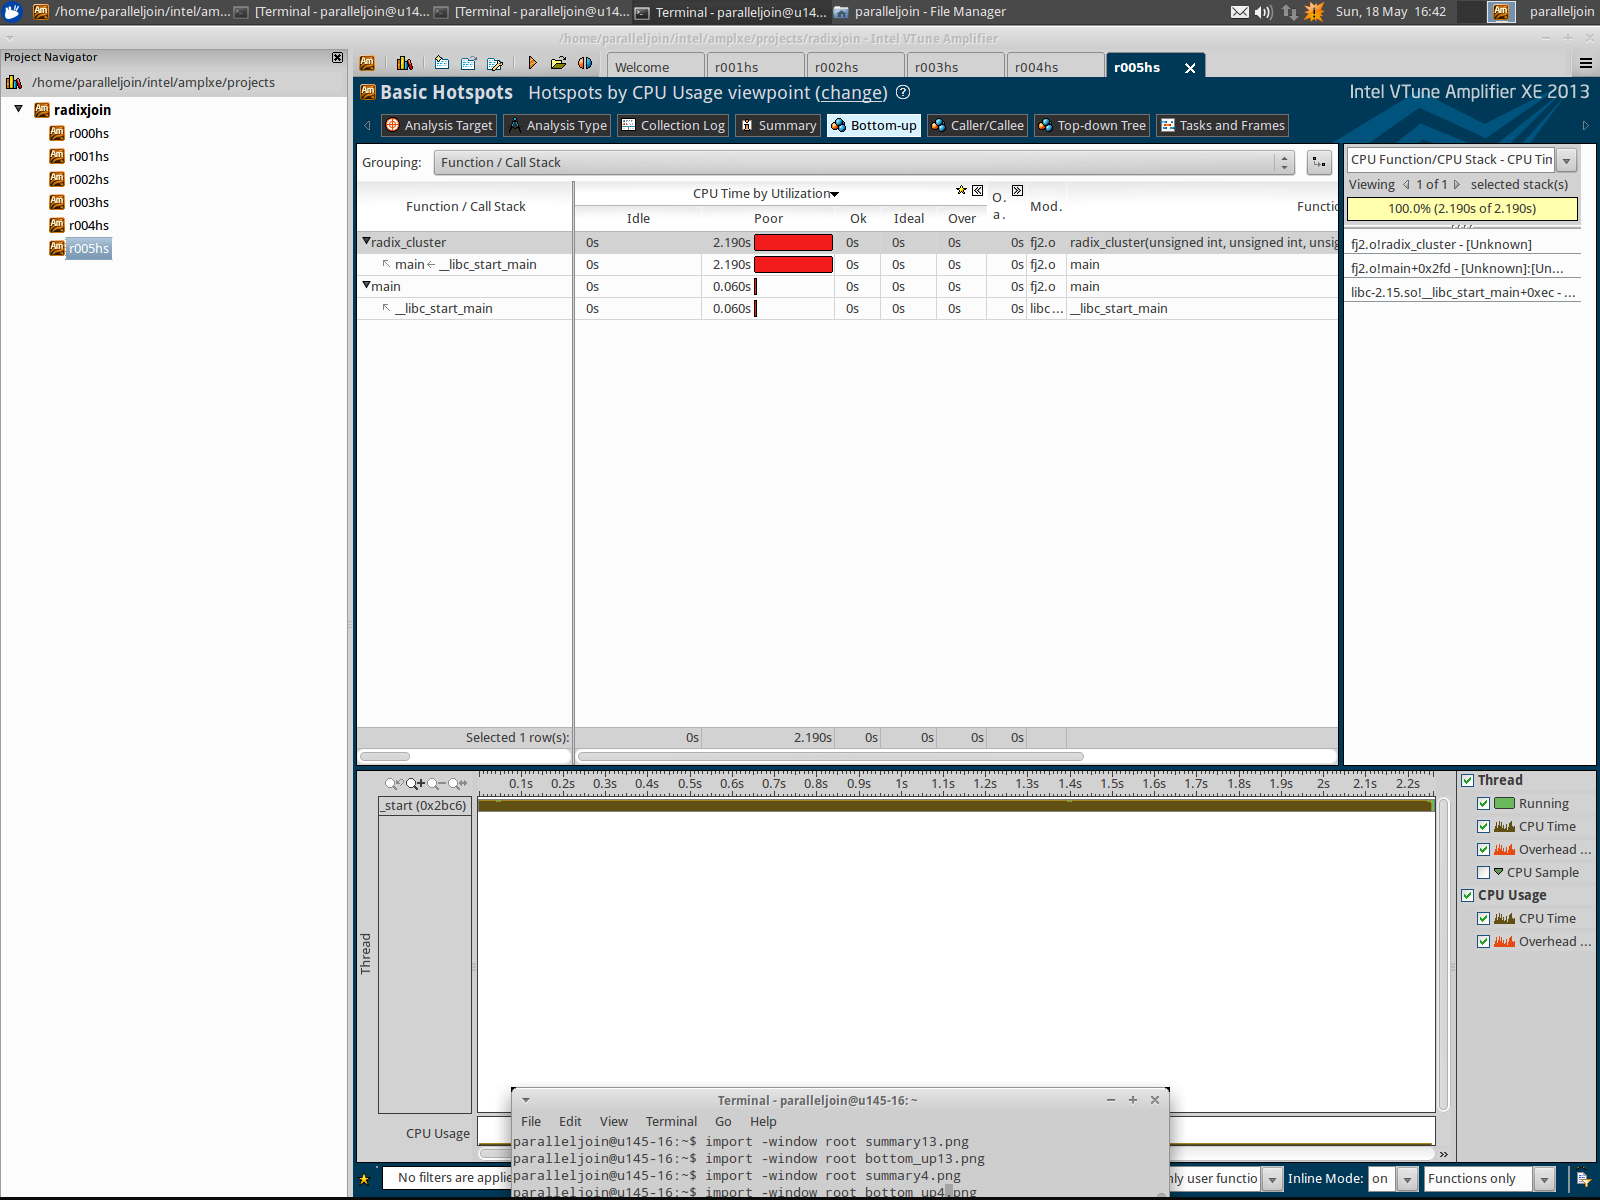 /home/paralleljoin/intel/am... [Terminal - paralleljoin@u14... [Terminal - paralleljoin@u14... Terminal - paralleljoin@u14... paralleljoin - File Manager Sun, 18 May 16:42 Am paralleljoin
/home/paralleljoin/intel/amplxe/projects/radixjoin - Intel VTune Amplifier
Project Navigator
/home/paralleljoin/intel/amplxe/projects
radixjoin
r000hs
r001hs
r002hs
r003hs
r004hs
r005hs
Welcome r001hs r002hs r003hs r004hs r005hs
Basic Hotspots Hotspots by CPU Usage viewpoint (change) ? Intel VTune Amplifier XE 2013
Analysis Target Analysis Type Collection Log Summary Bottom-up Caller/Callee Top-down Tree Tasks and Frames
Grouping: Function / Call Stack
Function / Call Stack CPU Time by Utilization O. a. Mod. Functio
Idle Poor Ok Ideal Over
radix_cluster 0s 2.190s 0s 0s 0s 0s fj2.o radix_cluster(unsigned int, unsigned int, unsig
main ← __libc_start_main 0s 2.190s 0s 0s 0s 0s fj2.o main
main 0s 0.060s 0s 0s 0s 0s fj2.o main
__libc_start_main 0s 0.060s 0s 0s 0s 0s libc ... __libc_start_main
Selected 1 row(s): 0s 2.190s 0s 0s 0s 0s
CPU Function/CPU Stack - CPU Tin
Viewing 1 of 1 selected stack(s)
100.0% (2.190s of 2.190s)
fj2.o!radix_cluster - [Unknown]
fj2.o!main+0x2fd - [Unknown]:[Un...
libc-2.15.so!__libc_start_main+0xec - ...
0.1s 0.2s 0.3s 0.4s 0.5s 0.6s 0.7s 0.8s 0.9s 1s 1.1s 1.2s 1.3s 1.4s 1.5s 1.6s 1.7s 1.8s 1.9s 2s 2.1s 2.2s
_start (0x2bc6)
Thread
CPU Usage
Thread
Running
CPU Time
Overhead ...
CPU Sample
CPU Usage
CPU Time
Overhead ...
Terminal - paralleljoin@u145-16: ~
File Edit View Terminal Go Help
paralleljoin@u145-16:~$ import -window root summary13.png
paralleljoin@u145-16:~$ import -window root bottom_up13.png
paralleljoin@u145-16:~$ import -window root summary4.png
paralleljoin@u145-16:~$ import -window root bottom_up4.png
No filters are applie nly user functio Inline Mode: on Functions only